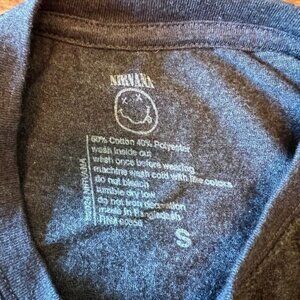 NIRVANA
60% Cotton 40% Polyester
wash inside out
wash once before wearing
machine wash cold with like colors
do not bleach
tumble dry low
do not iron decoration
made in Bangladesh
S
NIRVANA